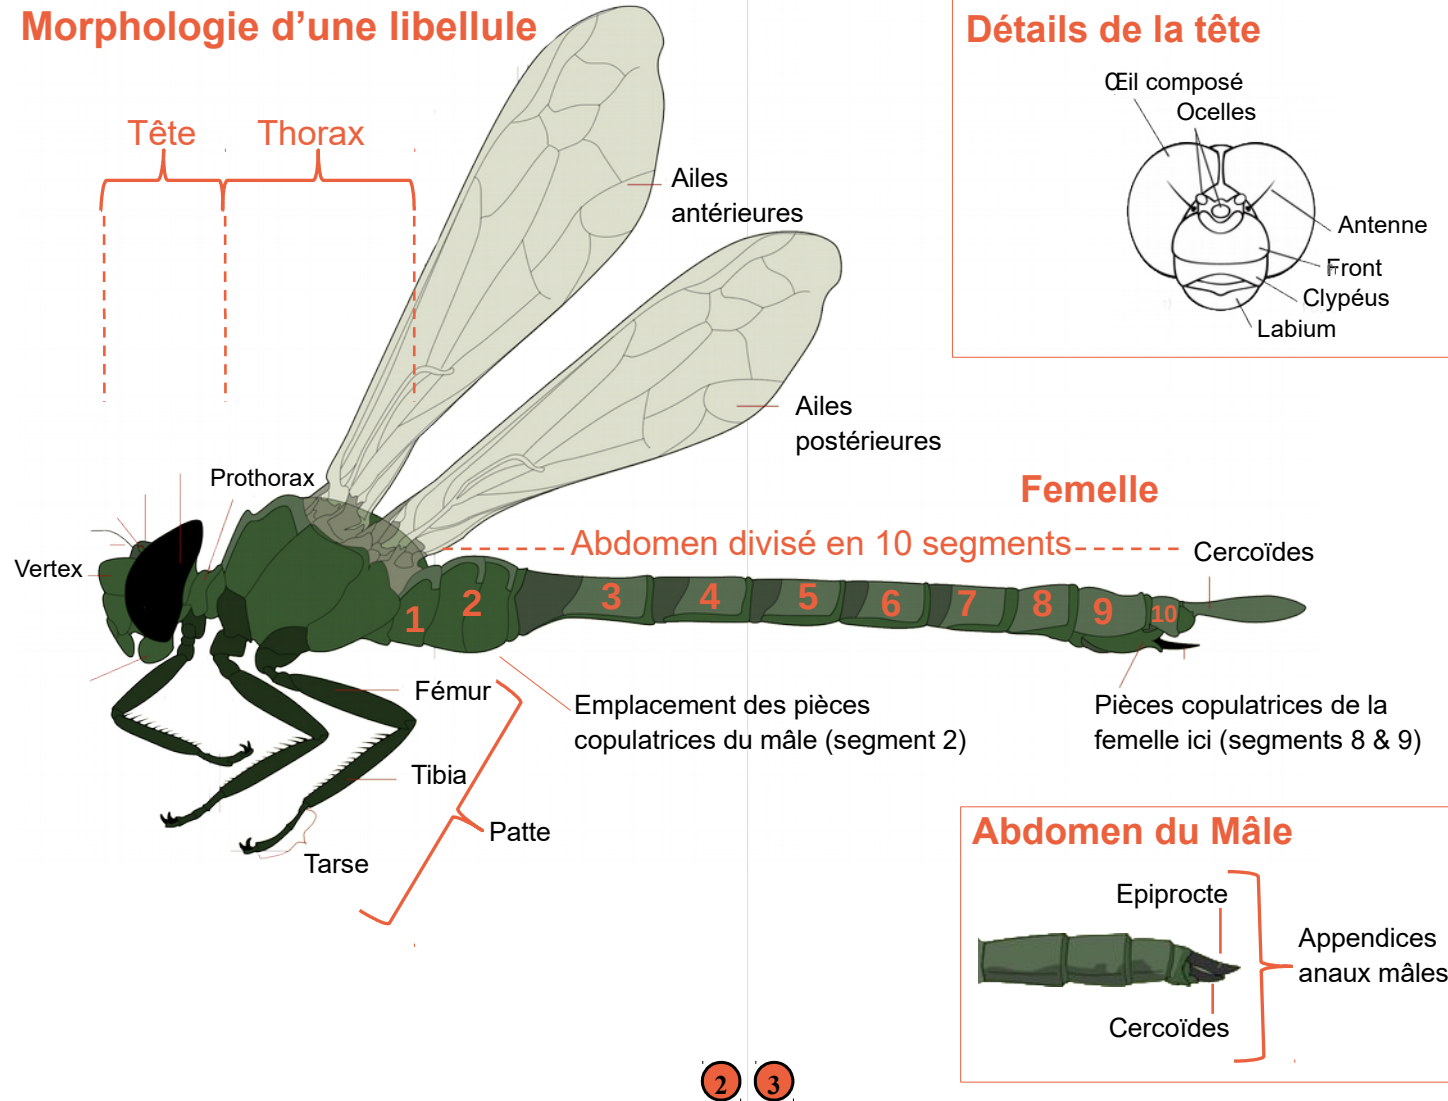 Morphologie d’une libellule
Tête
Thorax
Ailes
antérieures
Ailes
postérieures
Prothorax
Vertex
Femelle
Abdomen divisé en 10 segments
Cercoïdes
1
2
3
4
5
6
7
8
9
10
Fémur
Tibia
Tarse
Patte
Emplacement des pièces
copulatrices du mâle (segment 2)
Pièces copulatrices de la
femelle ici (segments 8 & 9)
Détails de la tête
Œil composé
Ocelles
Antenne
Front
Clypéus
Labium
Abdomen du Mâle
Epiprocte
Appendices
anaux mâles
Cercoïdes
2
3